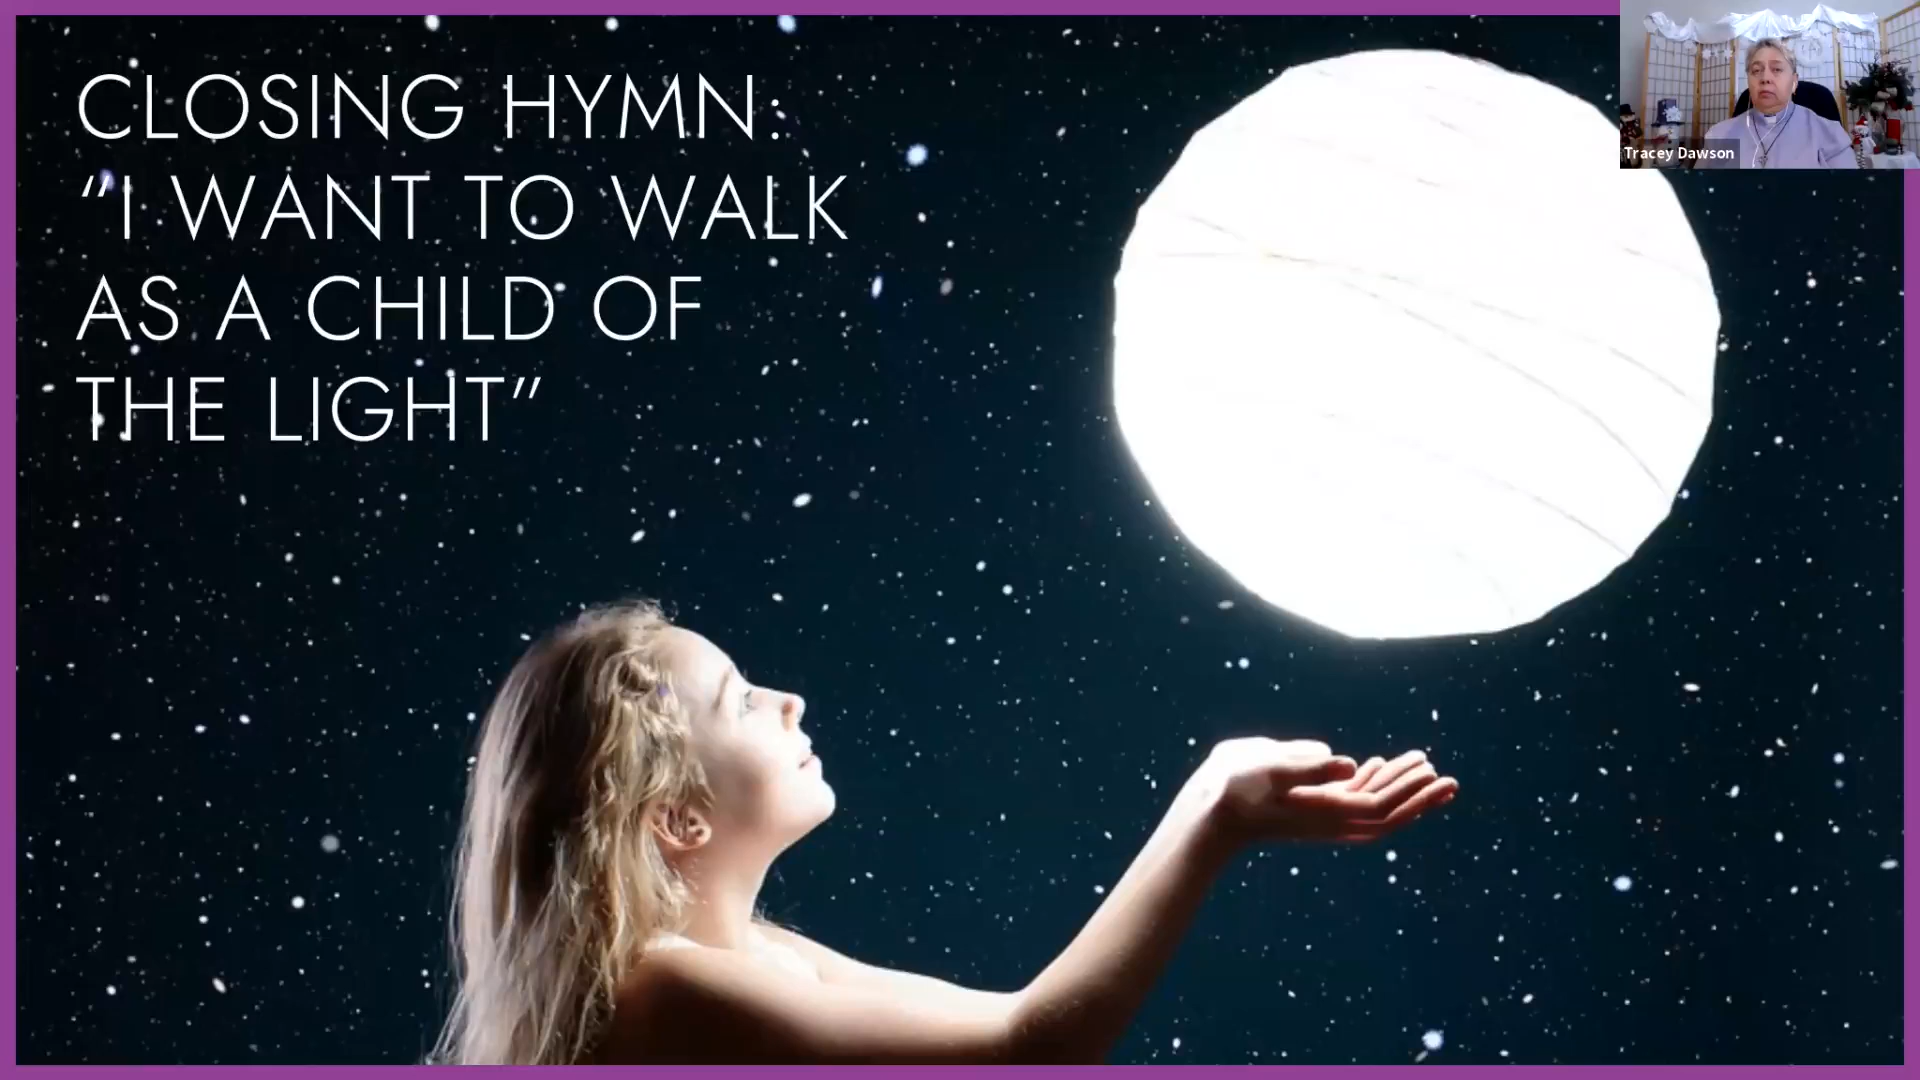 CLOSING HYMN:
“I WANT TO WALK
AS A CHILD OF
THE LIGHT”
Tracey Dawson